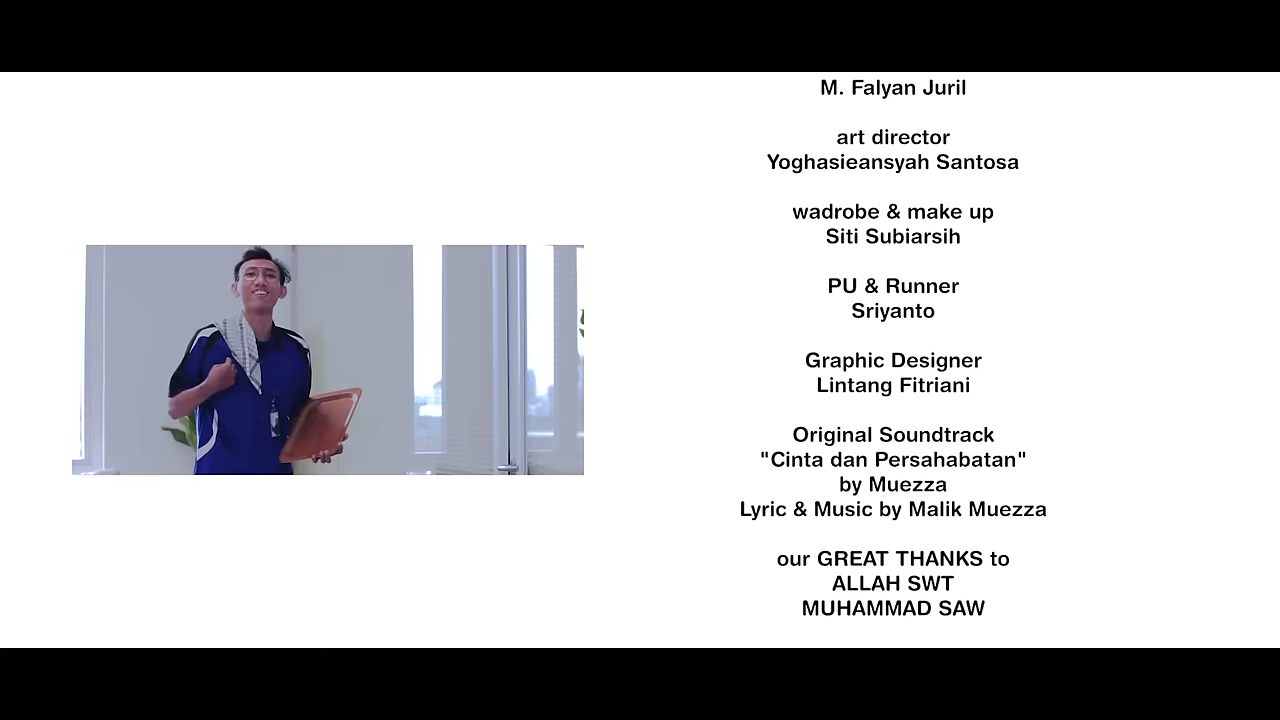 M. Falyan Juril
art director
Yoghasieansyah Santosa
wadrobe & make up
Siti Subiarsih
PU & Runner
Sriyanto
Graphic Designer
Lintang Fitriani
Original Soundtrack
"Cinta dan Persahabatan"
by Muezza
Lyric & Music by Malik Muezza
our GREAT THANKS to
ALLAH SWT
MUHAMMAD SAW